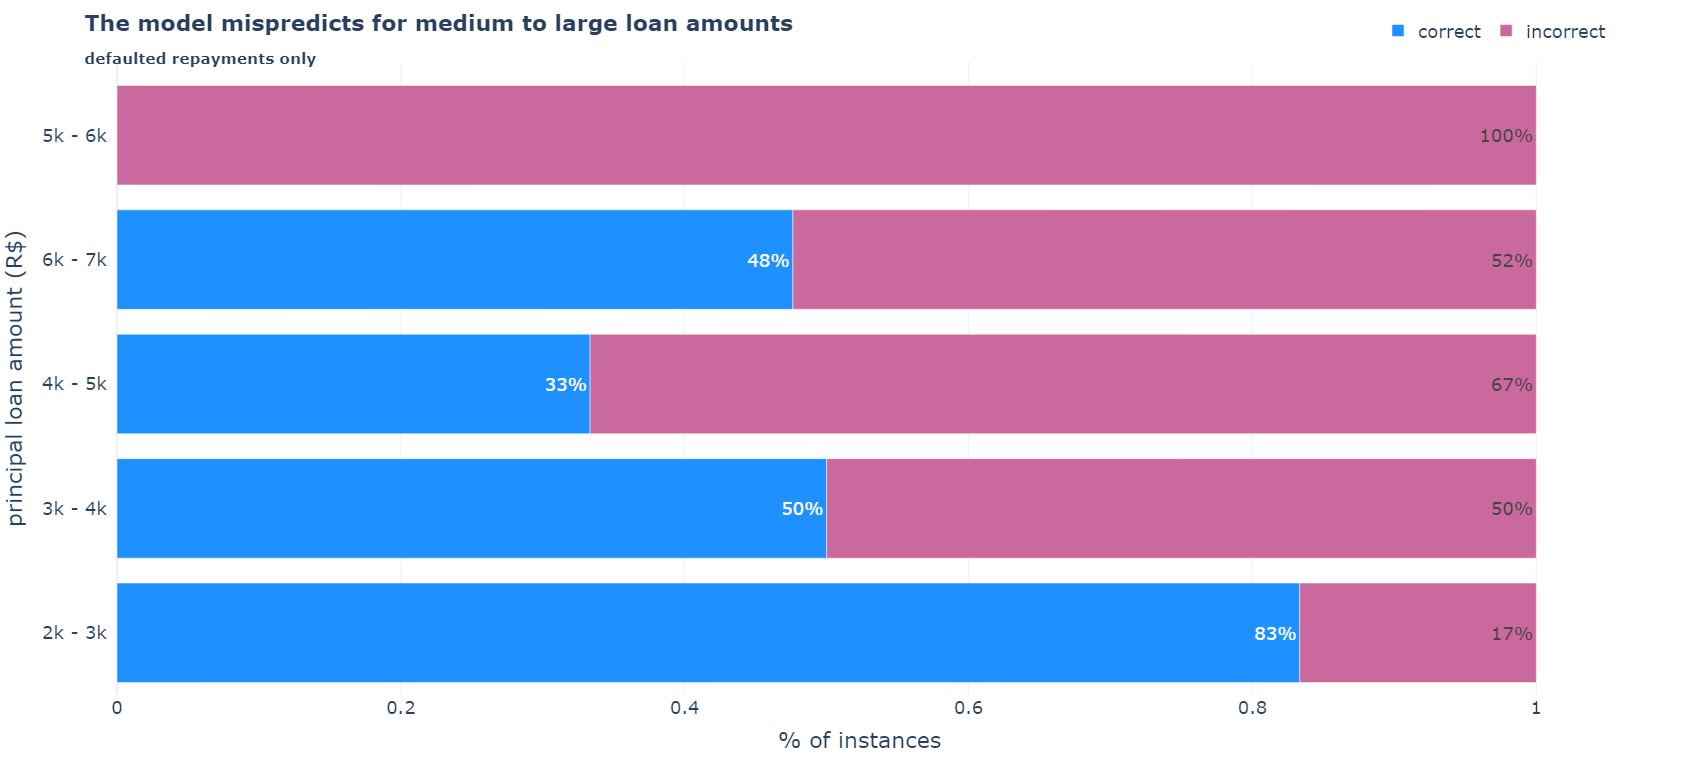 The model mispredicts for medium to large loan amounts
defaulted repayments only
correct
incorrect
principal loan amount (R$)
5k - 6k
100%
6k - 7k
48%
52%
4k - 5k
33%
67%
3k - 4k
50%
50%
2k - 3k
83%
17%
0
0.2
0.4
0.6
0.8
1
% of instances